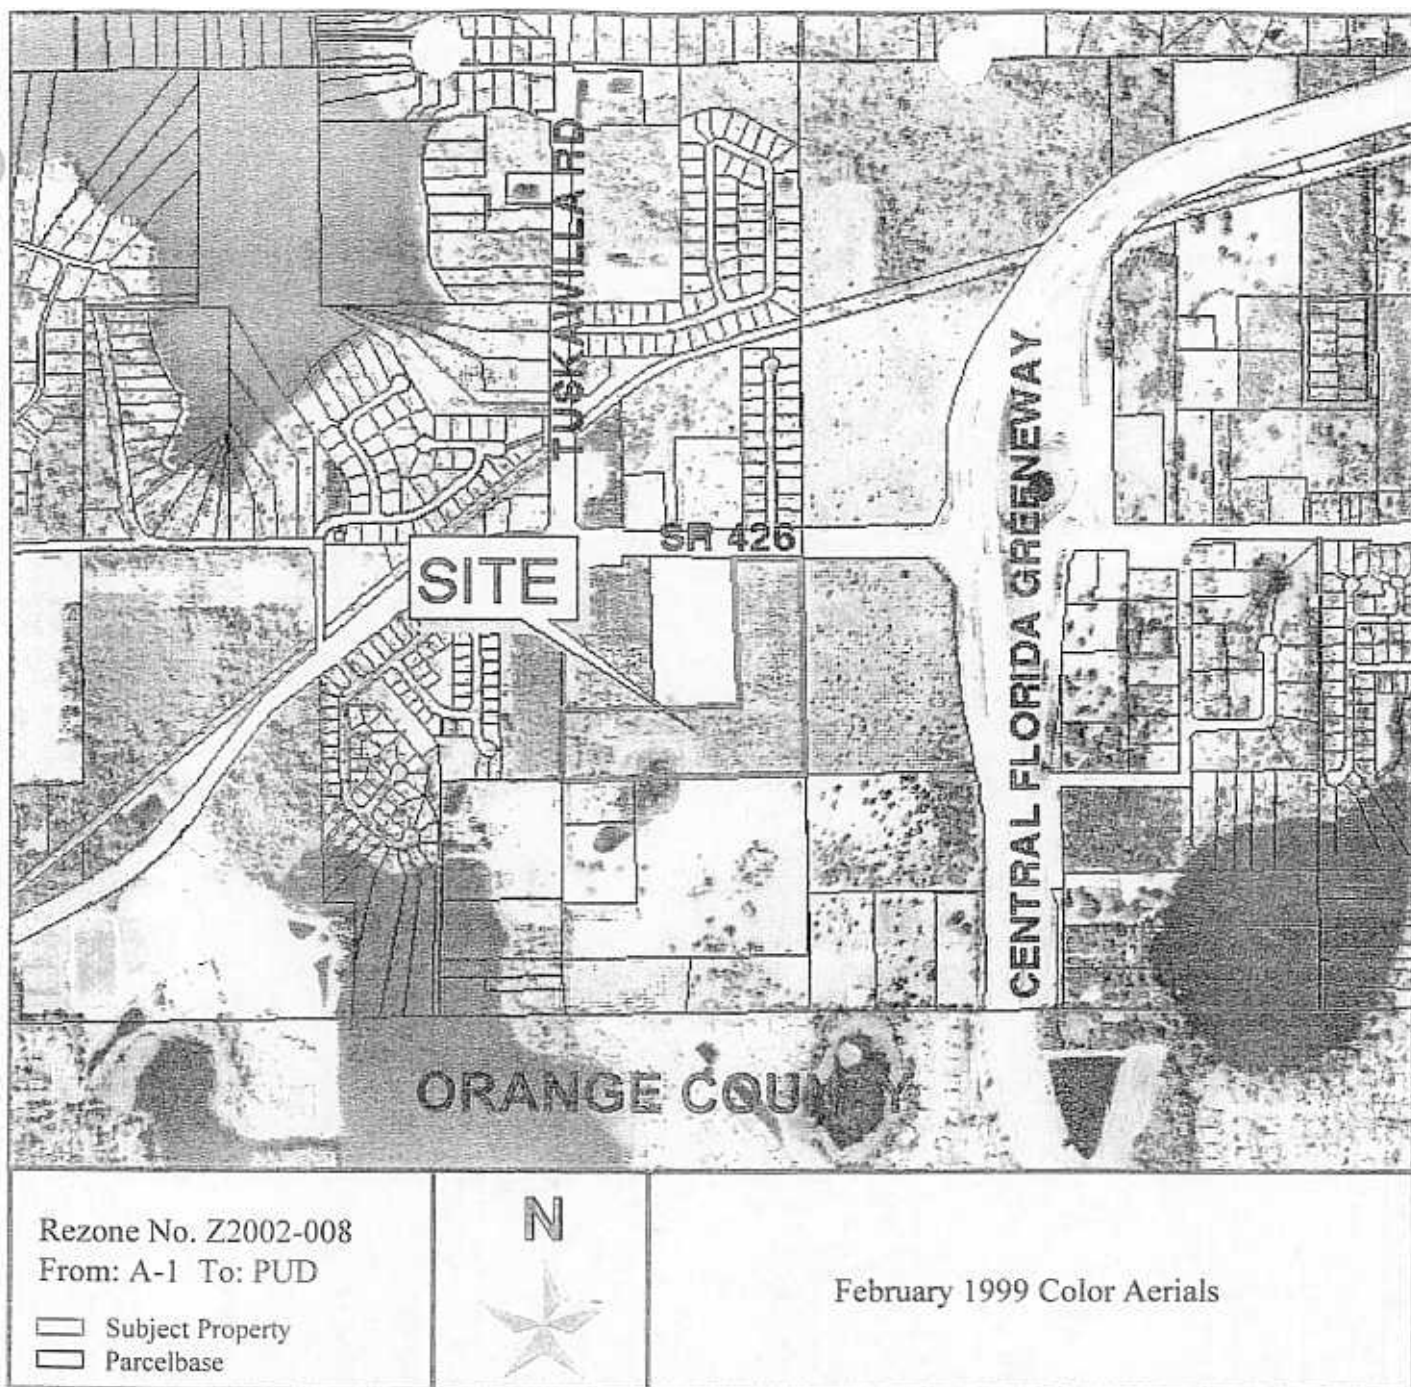 TUSKAWILLA RD
SR 426
SITE
CENTRAL FLORIDA GREENEWAY
ORANGE COUNTY
Rezone No. Z2002-008
From: A-1 To: PUD
Subject Property
Parcelbase
N
February 1999 Color Aerials